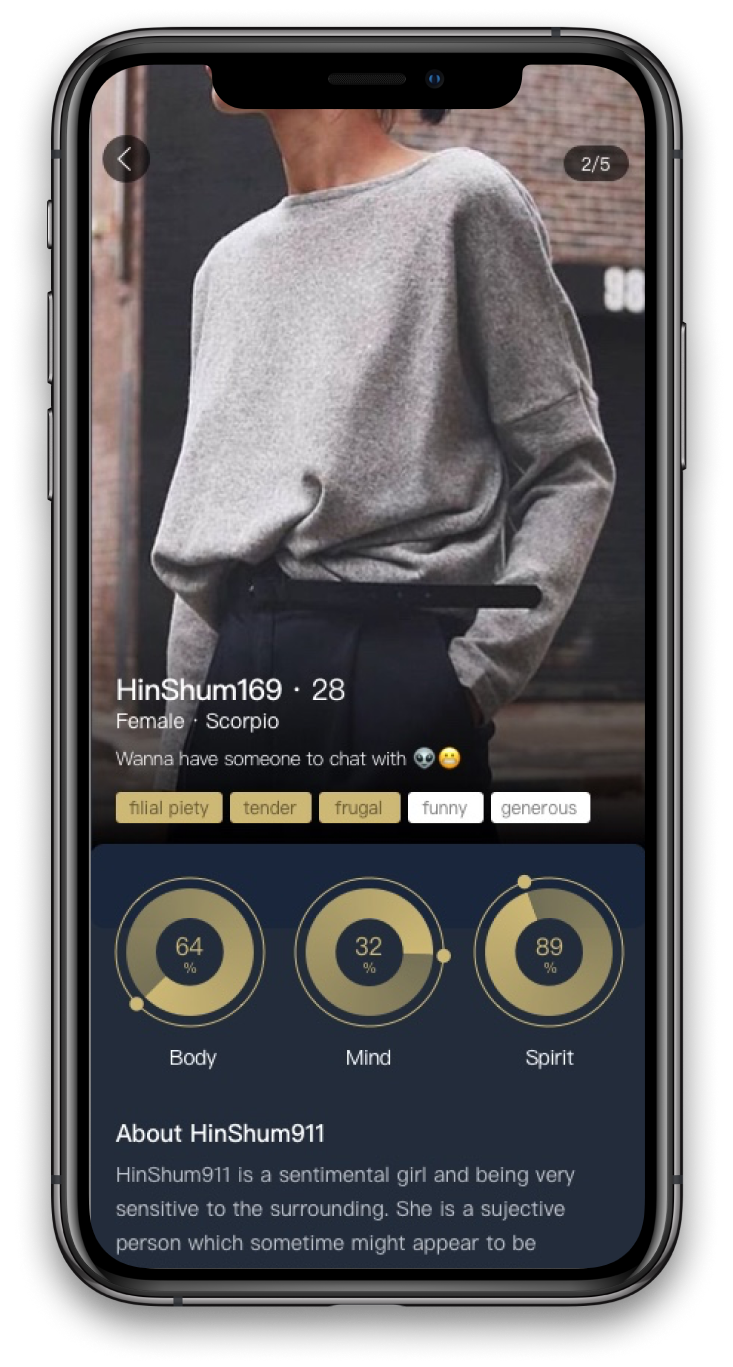 2/5
98
HinShum169 · 28
Female · Scorpio
Wanna have someone to chat with 👽😬
filial piety tender frugal funny generous
64 32 89
% % %
Body Mind Spirit
About HinShum911
HinShum911 is a sentimental girl and being very
sensitive to the surrounding. She is a sujective
person which sometime might appear to be